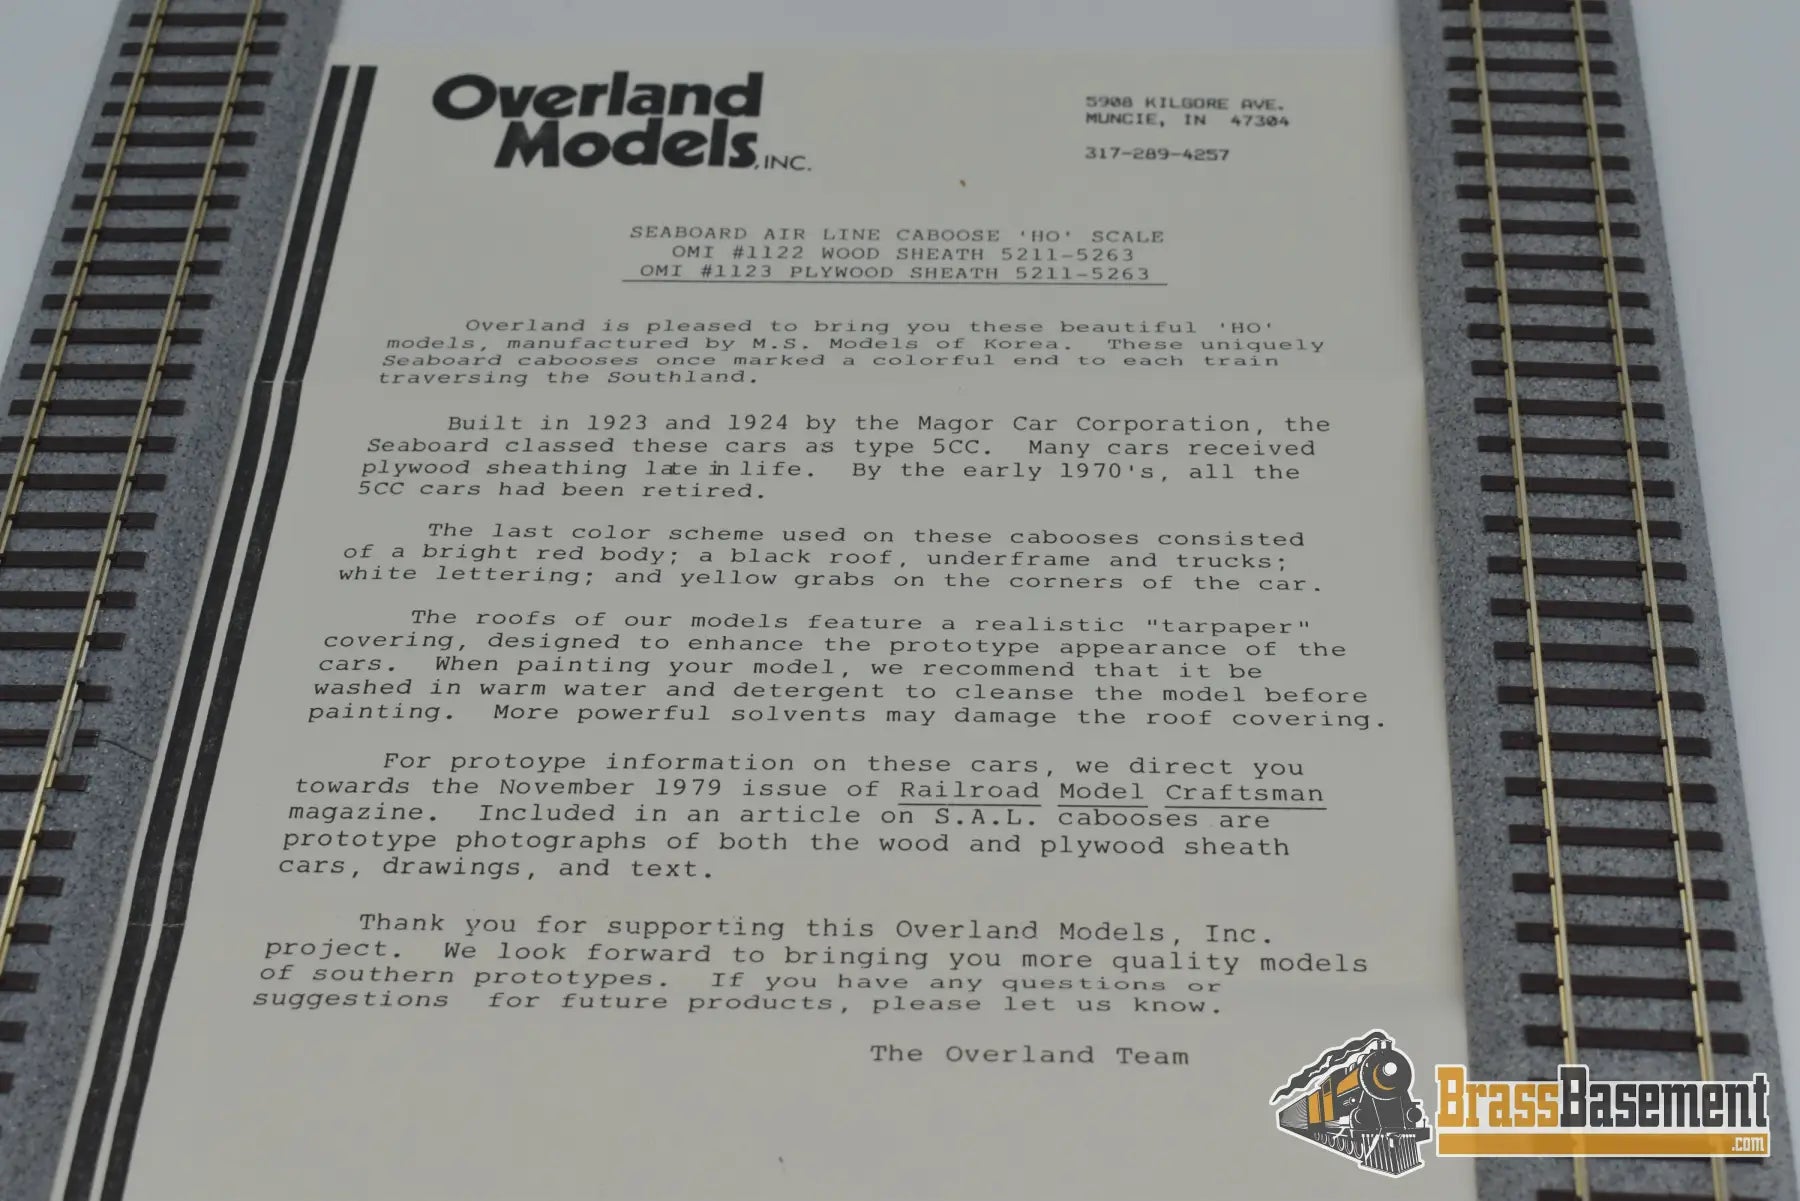 Overland
Models, INC.
5908 KILGORE AVE.
MUNCIE, IN 47304
317-289-4257
SEABOARD AIR LINE CABOOSE 'HO' SCALE
OMI #1122 WOOD SHEATH 5211-5263
OMI #1123 PLYWOOD SHEATH 5211-5263
Overland is pleased to bring you these beautiful 'HO'
models, manufactured by M.S. Models of Korea. These uniquely
Seaboard cabooses once marked a colorful end to each train
traversing the Southland.
Built in 1923 and 1924 by the Magor Car Corporation, the
Seaboard classed these cars as type 5CC. Many cars received
plywood sheathing late in life. By the early 1970's, all the
5CC cars had been retired.
The last color scheme used on these cabooses consisted
of a bright red body; a black roof, underframe and trucks;
white lettering; and yellow grabs on the corners of the car.
The roofs of our models feature a realistic "tarpaper"
covering, designed to enhance the prototype appearance of the
cars. When painting your model, we recommend that it be
washed in warm water and detergent to cleanse the model before
painting. More powerful solvents may damage the roof covering.
For protoype information on these cars, we direct you
towards the November 1979 issue of Railroad Model Craftsman
magazine. Included in an article on S.A.L. cabooses are
prototype photographs of both the wood and plywood sheath
cars, drawings, and text.
Thank you for supporting this Overland Models, Inc.
project. We look forward to bringing you more quality models
of southern prototypes. If you have any questions or
suggestions for future products, please let us know.
The Overland Team
BrassBasement
.com